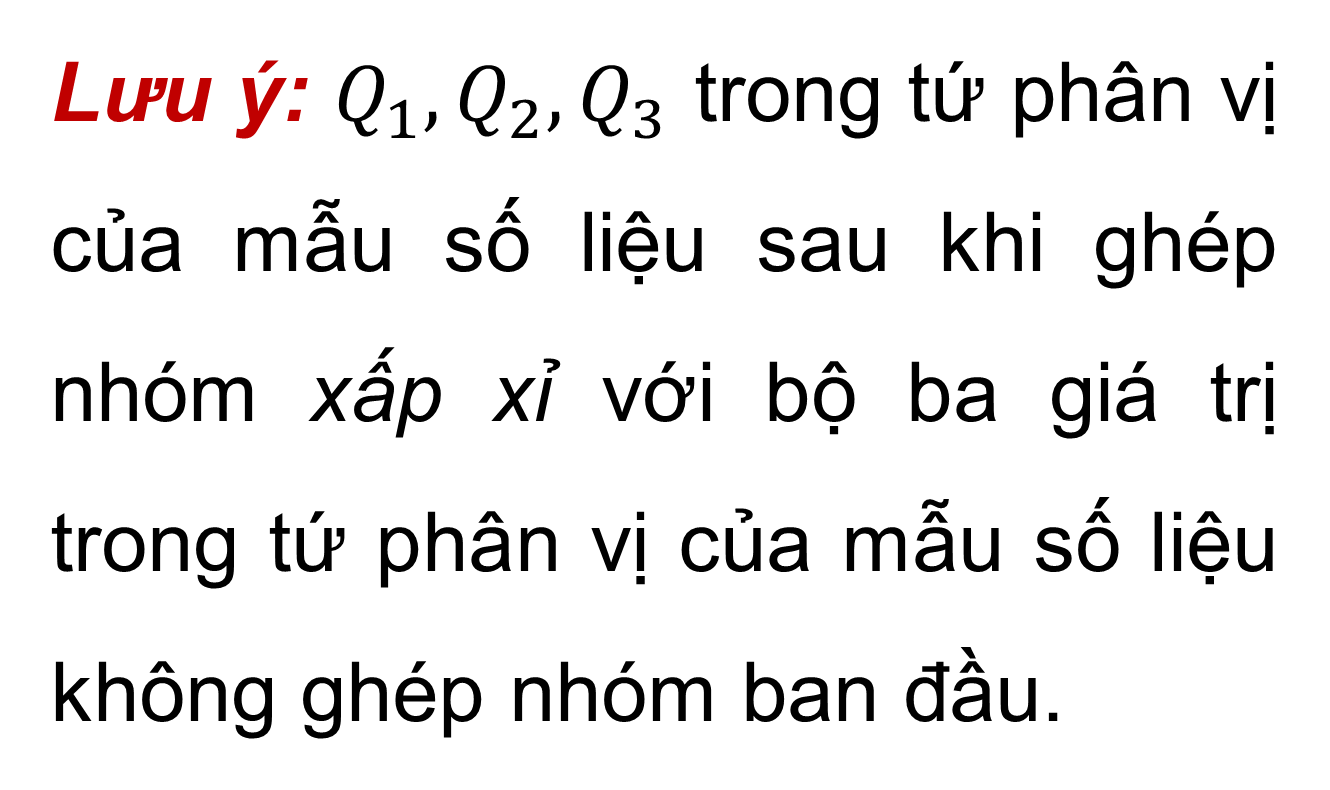 Lưu ý: Q₁, Q₂, Q₃ trong tứ phân vị
của mẫu số liệu sau khi ghép
nhóm xấp xỉ với bộ ba giá trị
trong tứ phân vị của mẫu số liệu
không ghép nhóm ban đầu.